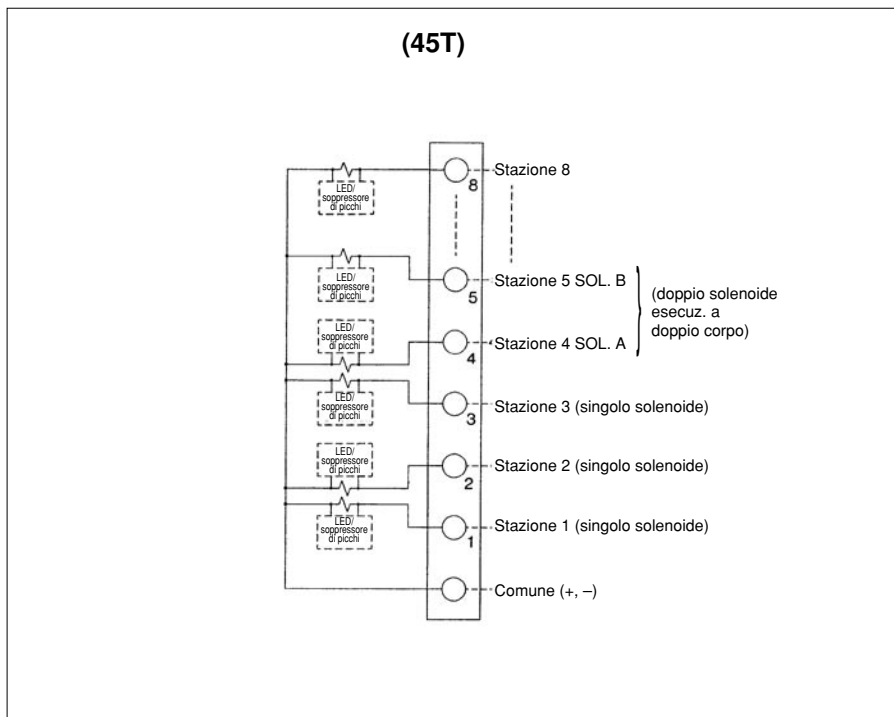 (45T)
LED/
soppressore
di picchi
8
Stazione 8
LED/
soppressore
di picchi
5
Stazione 5 SOL. B
(doppio solenoide
esecuz. a
doppio corpo)
LED/
soppressore
di picchi
4
Stazione 4 SOL. A
LED/
soppressore
di picchi
3
Stazione 3 (singolo solenoide)
LED/
soppressore
di picchi
2
Stazione 2 (singolo solenoide)
LED/
soppressore
di picchi
1
Stazione 1 (singolo solenoide)
Comune (+, –)